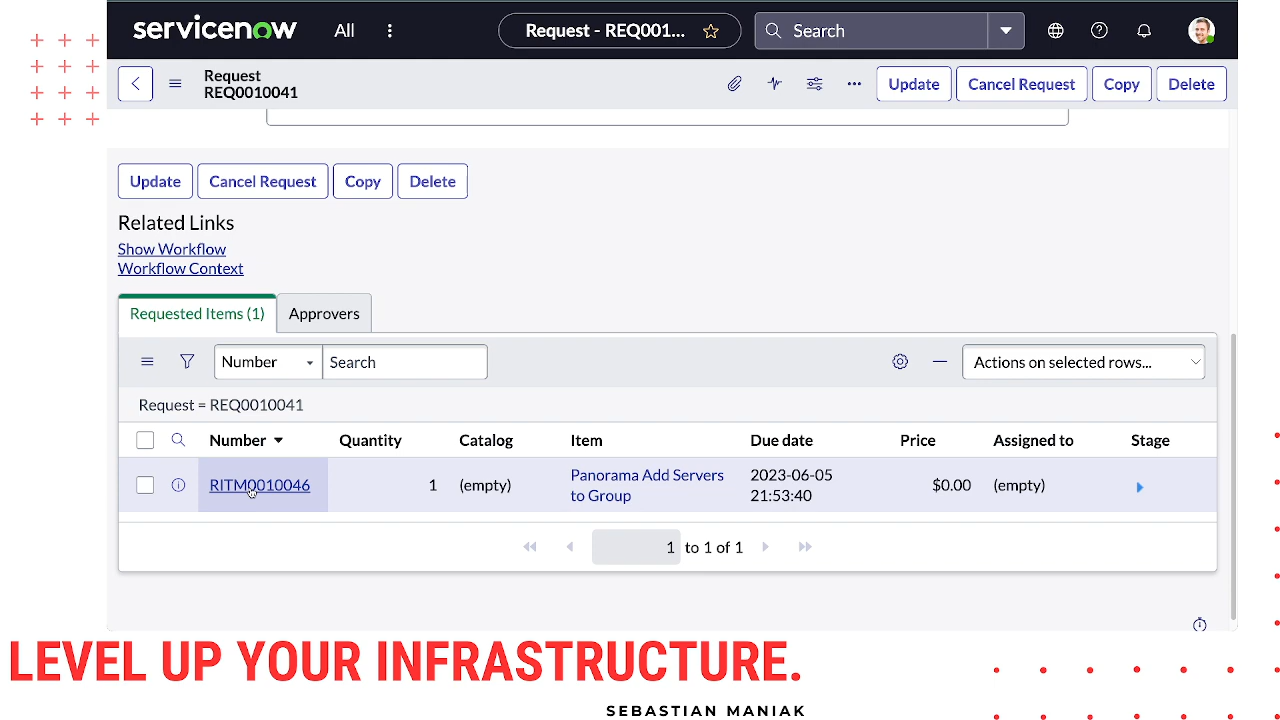 servicenow
All
Request - REQ001...
Search
Request
REQ0010041
Update
Cancel Request
Copy
Delete
Update
Cancel Request
Copy
Delete
Related Links
Show Workflow
Workflow Context
Requested Items (1)
Approvers
Number
Search
Actions on selected rows...
Request = REQ0010041
Number
Quantity
Catalog
Item
Due date
Price
Assigned to
Stage
RITM0010046
1
(empty)
Panorama Add Servers
to Group
2023-06-05
21:53:40
$0.00
(empty)
1 to 1 of 1
LEVEL UP YOUR INFRASTRUCTURE.
SEBASTIAN MANIAK